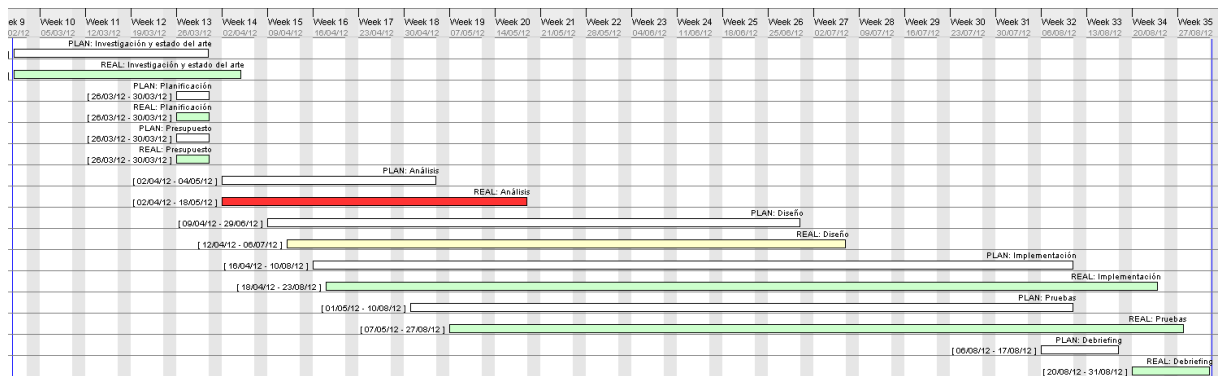 ek 9 Week 10 Week 11 Week 12 Week 13 Week 14 Week 15 Week 16 Week 17 Week 18 Week 19 Week 20 Week 21 Week 22 Week 23 Week 24 Week 25 Week 26 Week 27 Week 28 Week 29 Week 30 Week 31 Week 32 Week 33 Week 34 Week 35
02/12 05/03/12 12/03/12 19/03/12 26/03/12 02/04/12 09/04/12 16/04/12 23/04/12 30/04/12 07/05/12 14/05/12 21/05/12 28/05/12 04/06/12 11/06/12 18/06/12 25/06/12 02/07/12 09/07/12 16/07/12 23/07/12 30/07/12 06/08/12 13/08/12 20/08/12 27/08/12
PLAN: Investigación y estado del arte
REAL: Investigación y estado del arte
PLAN: Planificación
[ 26/03/12 - 30/03/12 ]
REAL: Planificación
[ 26/03/12 - 30/03/12 ]
PLAN: Presupuesto
[ 26/03/12 - 30/03/12 ]
REAL: Presupuesto
[ 26/03/12 - 30/03/12 ]
PLAN: Análisis
[ 02/04/12 - 04/05/12 ]
REAL: Análisis
[ 02/04/12 - 18/05/12 ]
PLAN: Diseño
[ 09/04/12 - 29/06/12 ]
REAL: Diseño
[ 12/04/12 - 06/07/12 ]
PLAN: Implementación
[ 16/04/12 - 10/08/12 ]
REAL: Implementación
[ 18/04/12 - 23/08/12 ]
PLAN: Pruebas
[ 01/05/12 - 10/08/12 ]
REAL: Pruebas
[ 07/05/12 - 27/08/12 ]
PLAN: Debriefing
[ 06/08/12 - 17/08/12 ]
REAL: Debriefing
[ 20/08/12 - 31/08/12 ]